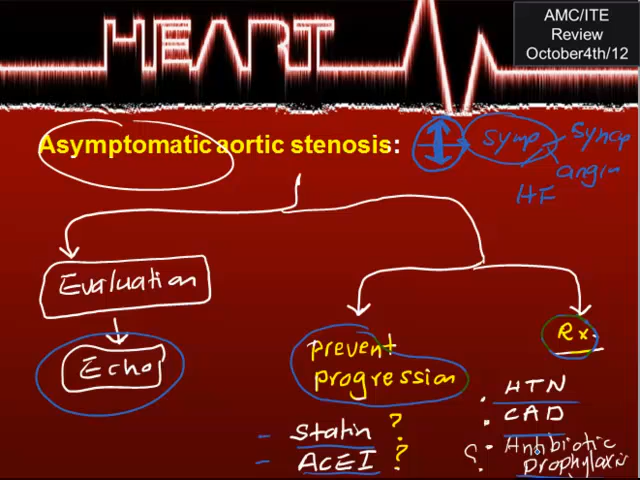 HEART
AMC/ITE
Review
October4th/12
Asymptomatic aortic stenosis:
Symp
Syncop
angin
HF
Evaluation
Echo
prevent
progression
Rx
Statin ?
ACEI ?
HTN
CAD
? Antibiotic
prophylaxis